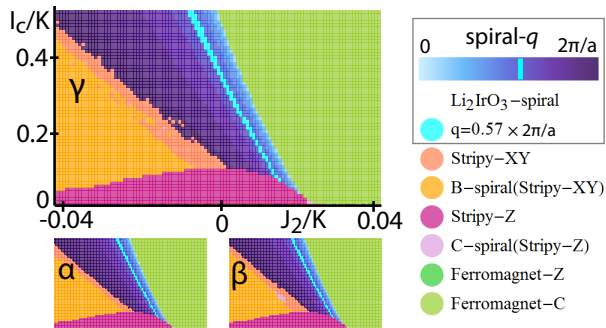 I_c/K
0.4
0.2
0
γ
-0.04
0
J_2/K
0.04
α
β
spiral-q
0
2π/a
Li₂IrO₃-spiral
q=0.57 × 2π/a
Stripy-XY
B-spiral(Stripy-XY)
Stripy-Z
C-spiral(Stripy-Z)
Ferromagnet-Z
Ferromagnet-C